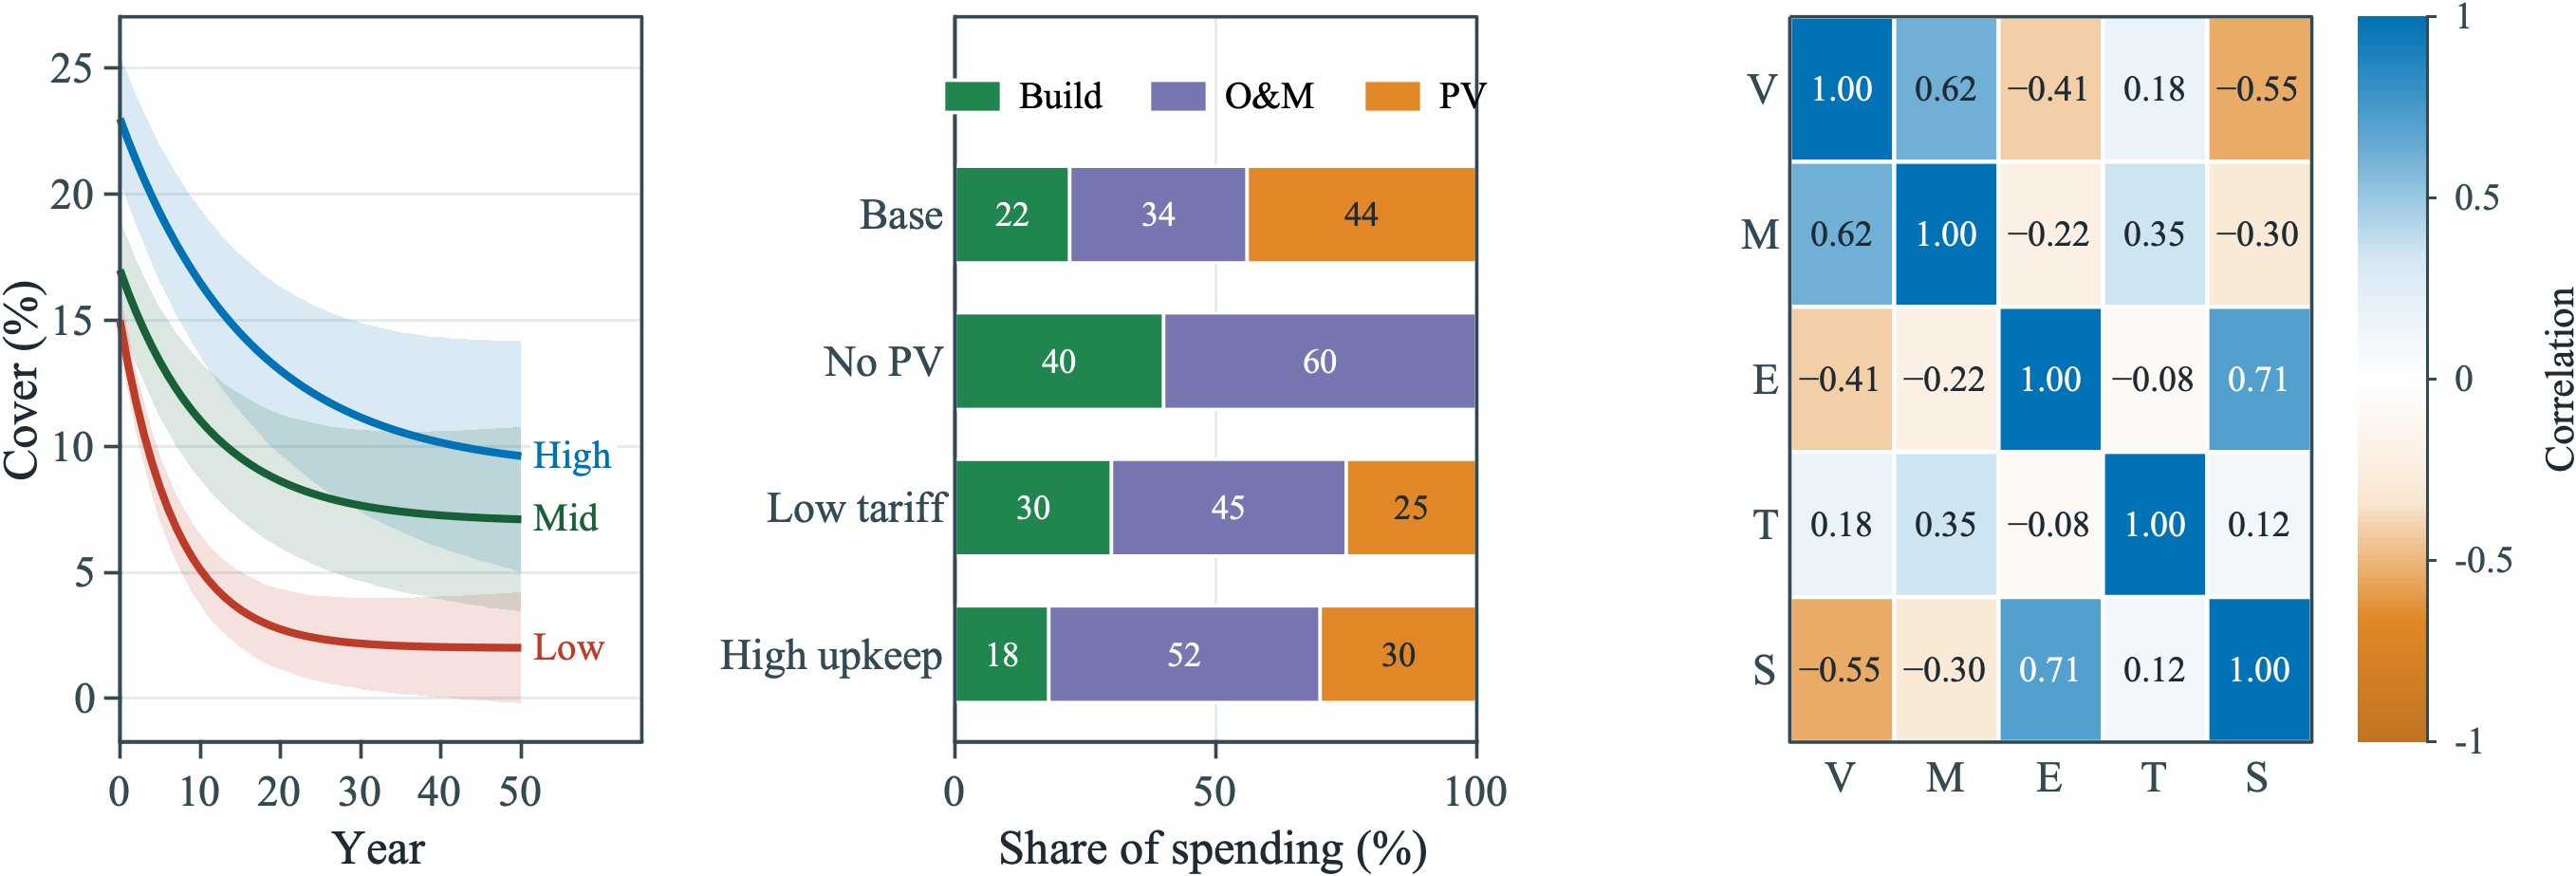 25
20
15
10
5
0
Cover (%)
High
Mid
Low
0 10 20 30 40 50
Year
Build O&M PV
Base 22 34 44
No PV 40 60
Low tariff 30 45 25
High upkeep 18 52 30
0 50 100
Share of spending (%)
V 1.00 0.62 −0.41 0.18 −0.55
M 0.62 1.00 −0.22 0.35 −0.30
E −0.41 −0.22 1.00 −0.08 0.71
T 0.18 0.35 −0.08 1.00 0.12
S −0.55 −0.30 0.71 0.12 1.00
V M E T S
1
0.5
0
-0.5
-1
Correlation